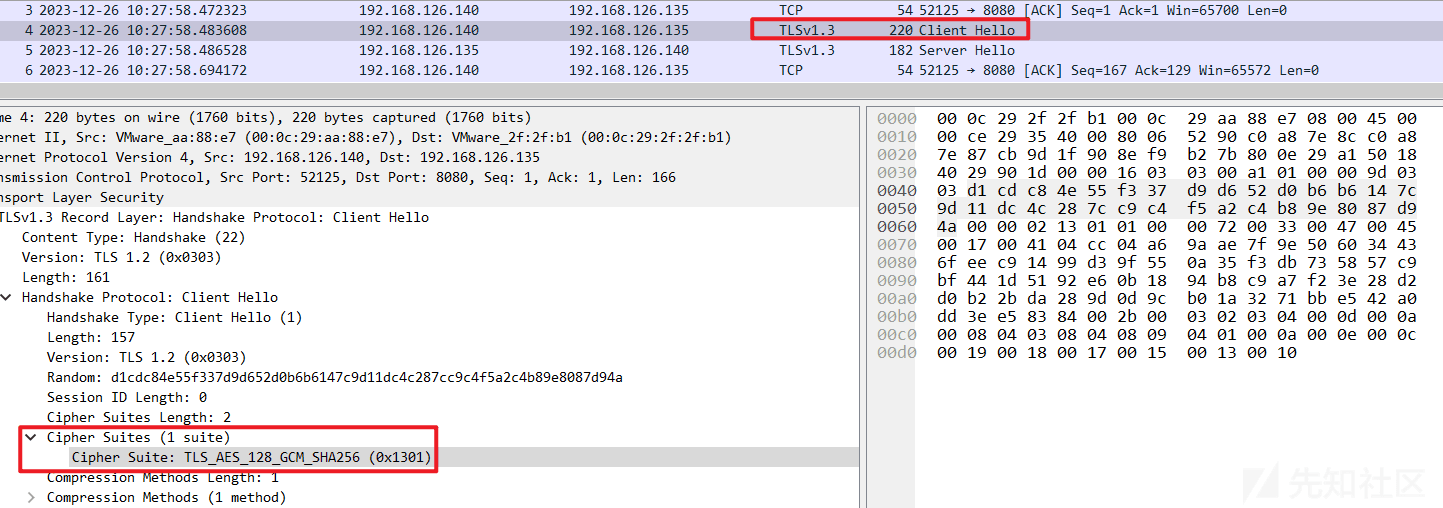 3 2023-12-26 10:27:58.472323 192.168.126.140 192.168.126.135 TCP 54 52125 → 8080 [ACK] Seq=1 Ack=1 Win=65700 Len=0
4 2023-12-26 10:27:58.483608 192.168.126.140 192.168.126.135 TLSv1.3 220 Client Hello
5 2023-12-26 10:27:58.486528 192.168.126.135 192.168.126.140 TLSv1.3 182 Server Hello
6 2023-12-26 10:27:58.694172 192.168.126.140 192.168.126.135 TCP 54 52125 → 8080 [ACK] Seq=167 Ack=129 Win=65572 Len=0
me 4: 220 bytes on wire (1760 bits), 220 bytes captured (1760 bits)
ernet II, Src: VMware_aa:88:e7 (00:0c:29:aa:88:e7), Dst: VMware_2f:2f:b1 (00:0c:29:2f:2f:b1)
ernet Protocol Version 4, Src: 192.168.126.140, Dst: 192.168.126.135
nsmission Control Protocol, Src Port: 52125, Dst Port: 8080, Seq: 1, Ack: 1, Len: 166
nsport Layer Security
TLSv1.3 Record Layer: Handshake Protocol: Client Hello
Content Type: Handshake (22)
Version: TLS 1.2 (0x0303)
Length: 161
Handshake Protocol: Client Hello
Handshake Type: Client Hello (1)
Length: 157
Version: TLS 1.2 (0x0303)
Random: d1cdc84e55f337d9d652d0b6b6147c9d11dc4c287cc9c4f5a2c4b89e8087d94a
Session ID Length: 0
Cipher Suites Length: 2
Cipher Suites (1 suite)
Cipher Suite: TLS_AES_128_GCM_SHA256 (0x1301)
Compression Methods Length: 1
Compression Methods (1 method)
0000 00 0c 29 2f 2f b1 00 0c 29 aa 88 e7 08 00 45 00
0010 00 ce 29 35 40 00 80 06 52 90 c0 a8 7e 8c c0 a8
0020 7e 87 cb 9d 1f 90 8e f9 b2 7b 80 0e 29 a1 50 18
0030 40 29 90 1d 00 00 16 03 03 00 a1 01 00 00 9d 03
0040 03 d1 cd c8 4e 55 f3 37 d9 d6 52 d0 b6 b6 14 7c
0050 9d 11 dc 4c 28 7c c9 c4 f5 a2 c4 b8 9e 80 87 d9
0060 4a 00 00 02 13 01 01 00 00 72 00 33 00 47 00 45
0070 00 17 00 41 04 cc 04 a6 9a ae 7f 9e 50 60 34 43
0080 6f ee c9 14 99 d3 9f 55 0a 35 f3 db 73 58 57 c9
0090 bf 44 1d 51 92 e6 0b 18 94 b8 c9 a7 f2 3e 28 d2
00a0 d0 b2 2b da 28 9d 0d 9c b0 1a 32 71 bb e5 42 a0
00b0 dd 3e e5 83 84 00 2b 00 03 02 03 04 00 0d 00 0a
00c0 00 08 04 03 08 04 08 09 04 01 00 0a 00 0e 00 0c
00d0 00 19 00 18 00 17 00 15 00 13 00 10
先知社区